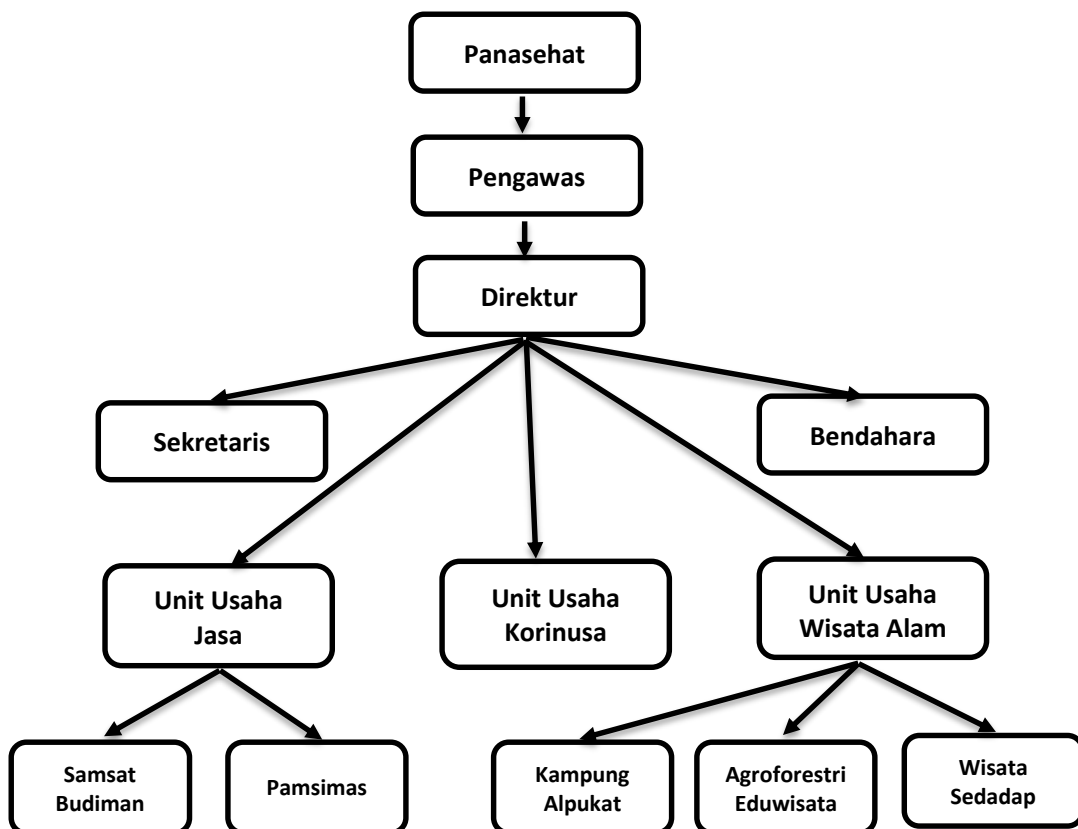 Panasehat
Pengawas
Direktur
Sekretaris
Bendahara
Unit Usaha
Jasa
Unit Usaha
Korinusa
Unit Usaha
Wisata Alam
Samsat
Budiman
Pamsimas
Kampung
Alpukat
Agroforestri
Eduwisata
Wisata
Sedadap